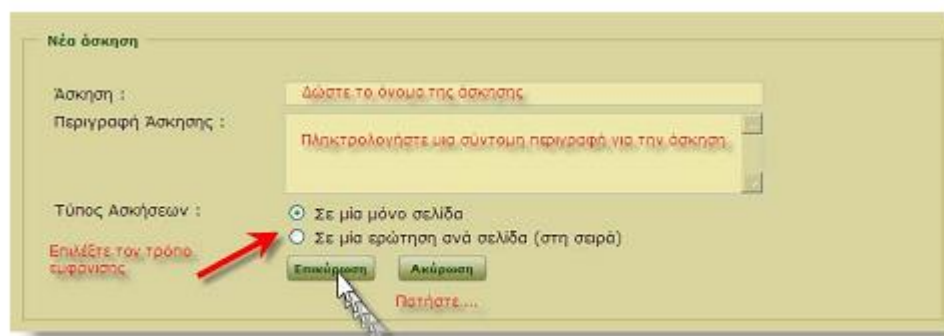 Νέα άσκηση
Άσκηση :
Δώστε το όνομα της άσκησης
Περιγραφή Άσκησης :
Πληκτρολογήστε μια σύντομη περιγραφή για την άσκηση
Τύπος Ασκήσεων :
Σε μία μόνο σελίδα
Σε μία ερώτηση ανά σελίδα (στη σειρά)
Επιλέξτε τον τρόπο
εμφάνισης
Επικύρωση
Ακύρωση
Πατήστε....